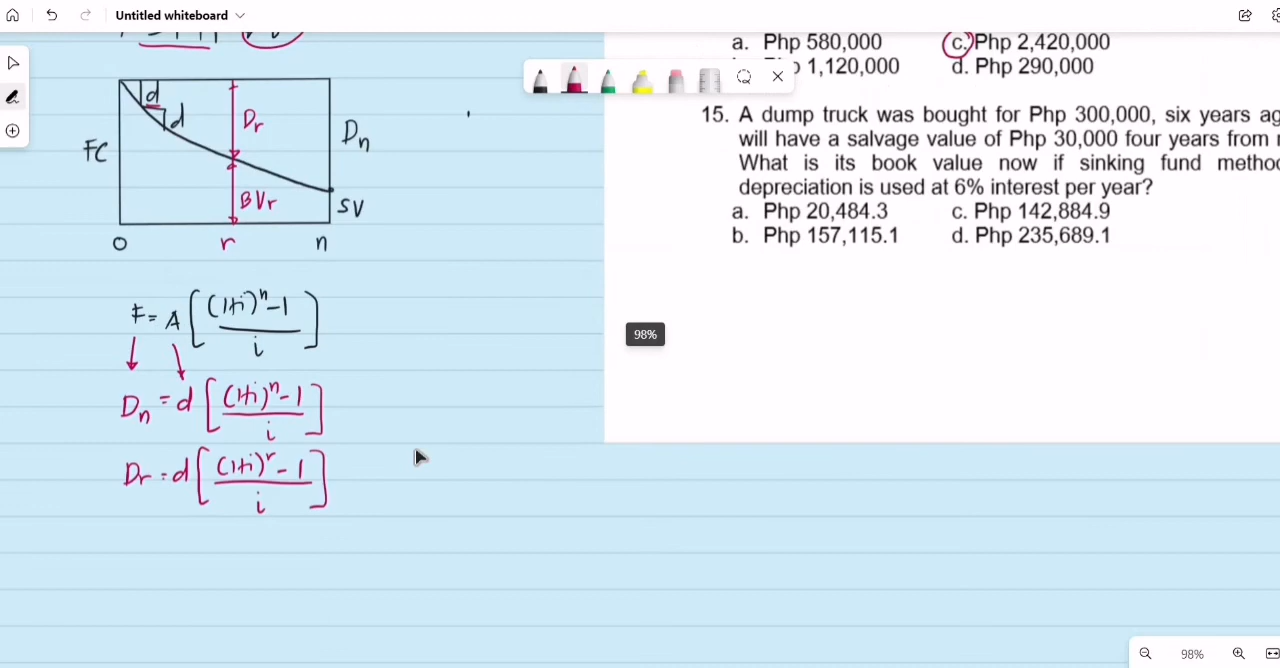 Untitled whiteboard
a. Php 580,000 c. Php 2,420,000
1,120,000 d. Php 290,000
15. A dump truck was bought for Php 300,000, six years ag
will have a salvage value of Php 30,000 four years from
What is its book value now if sinking fund metho
depreciation is used at 6% interest per year?
a. Php 20,484.3 c. Php 142,884.9
b. Php 157,115.1 d. Php 235,689.1
98%
d
d
Dr
Dn
FC
BVr
SV
0 r n
F = A [ (1+i)^n - 1 / i ]
Dn = d [ (1+i)^n - 1 / i ]
Dr = d [ (1+i)^r - 1 / i ]
98%